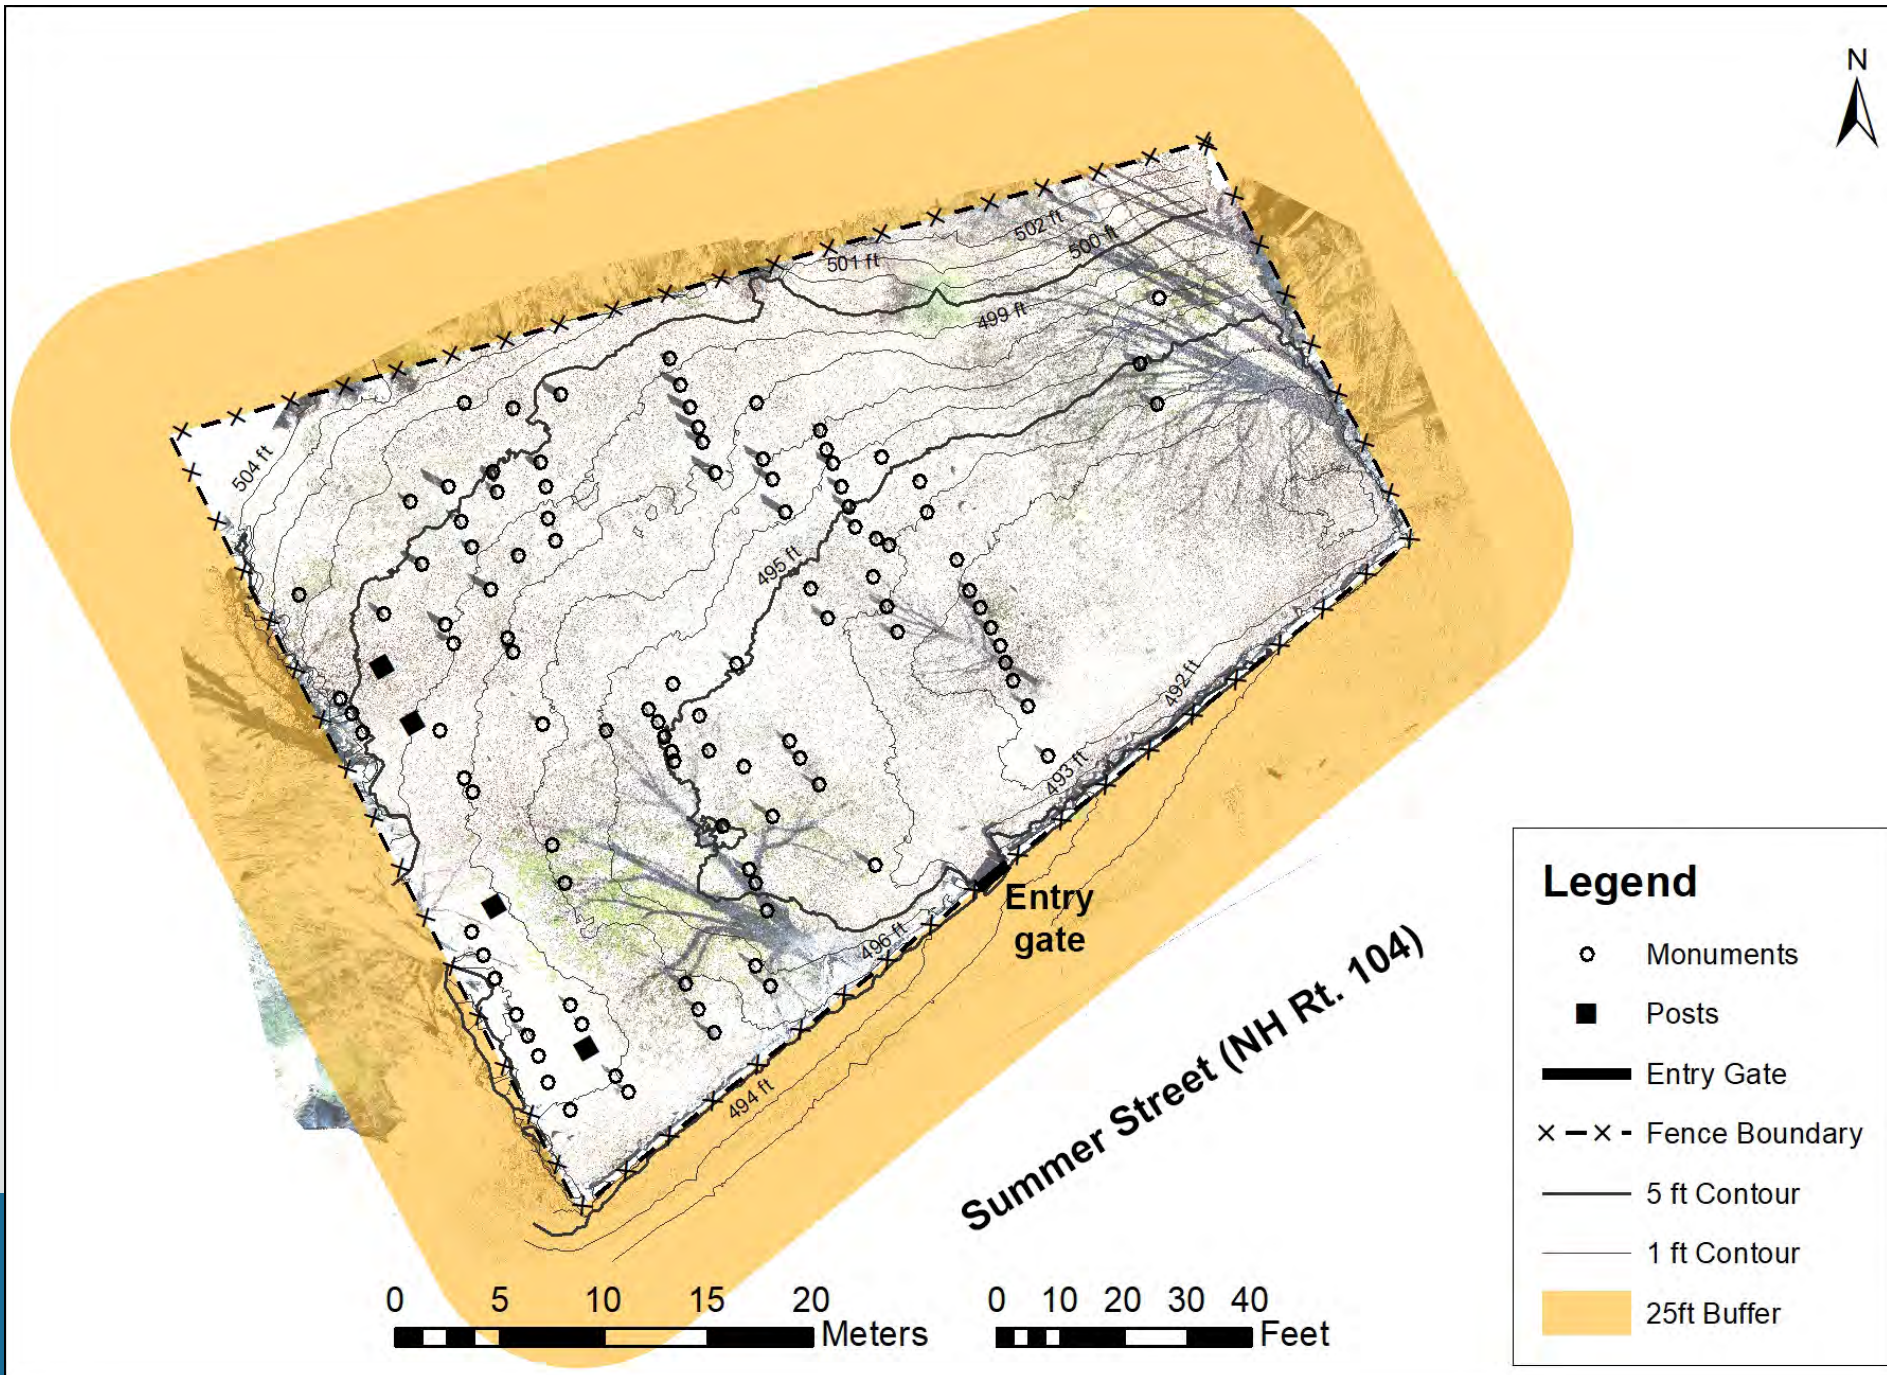 N
502 ft
500 ft
501 ft
499 ft
504 ft
495 ft
492 ft
493 ft
Entry
gate
496 ft
494 ft
Summer Street (NH Rt. 104)
0 5 10 15 20
Meters
0 10 20 30 40
Feet
Legend
Monuments
Posts
Entry Gate
Fence Boundary
5 ft Contour
1 ft Contour
25ft Buffer